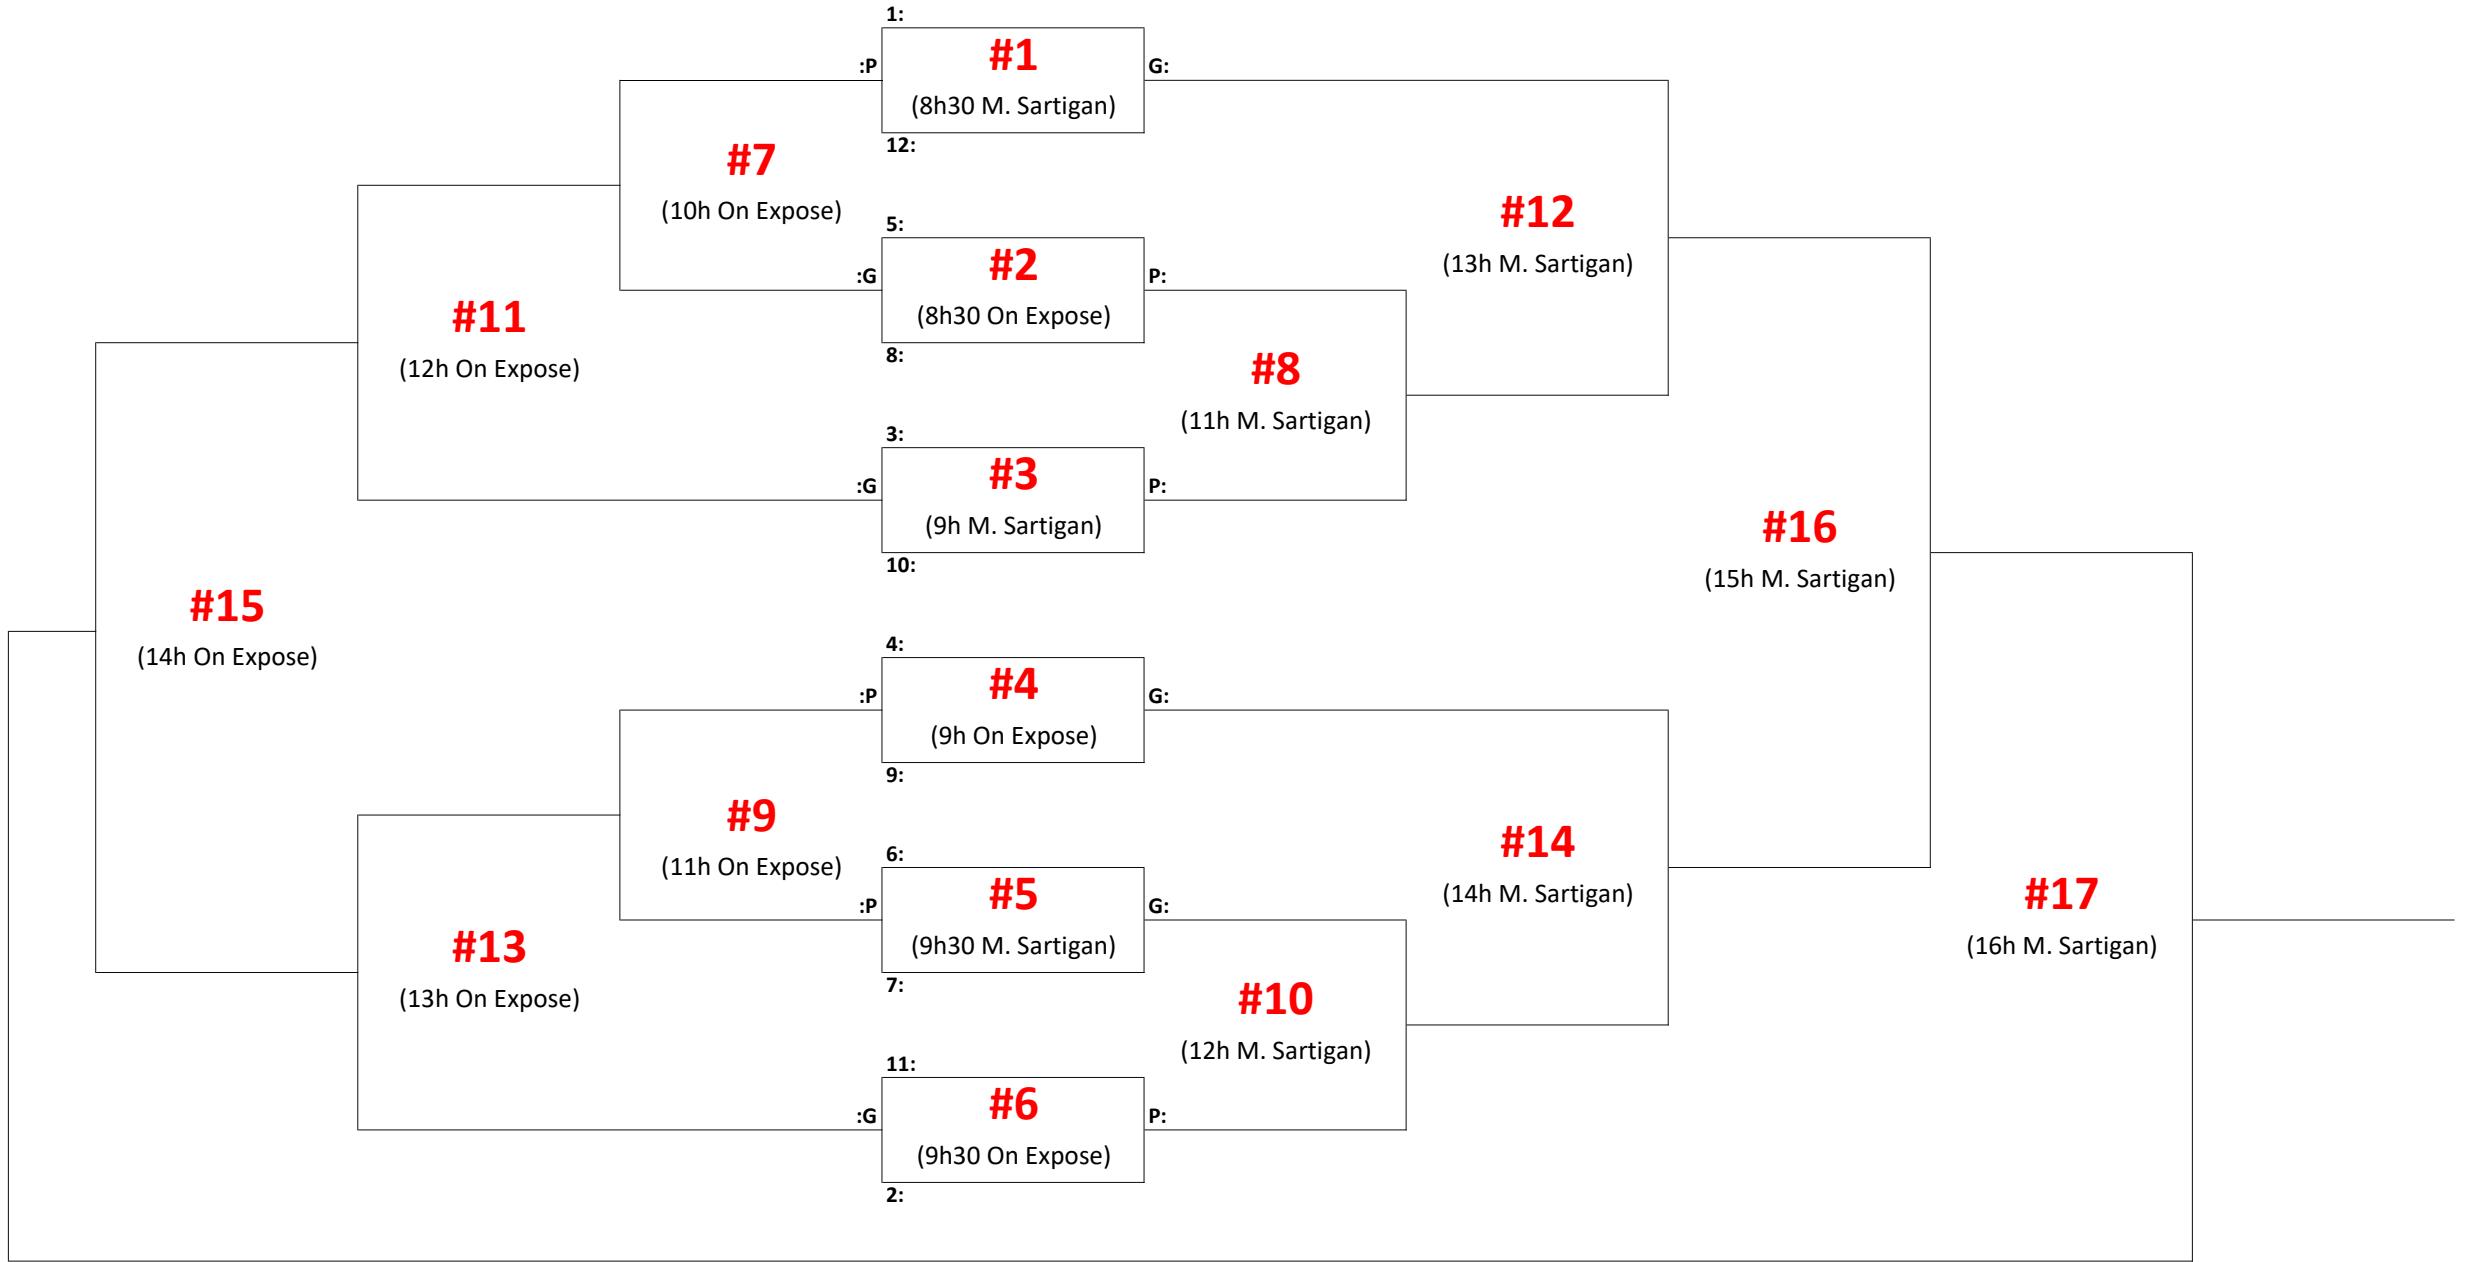 1:
:P
#1
G:
(8h30 M. Sartigan)
12:
#7
(10h On Expose)
#12
(13h M. Sartigan)
5:
:G
#2
P:
(8h30 On Expose)
8:
#11
(12h On Expose)
#8
(11h M. Sartigan)
3:
:G
#3
P:
(9h M. Sartigan)
10:
#16
(15h M. Sartigan)
#15
(14h On Expose)
4:
:P
#4
G:
(9h On Expose)
9:
#9
(11h On Expose)
#14
(14h M. Sartigan)
6:
:P
#5
G:
(9h30 M. Sartigan)
7:
#17
(16h M. Sartigan)
#13
(13h On Expose)
#10
(12h M. Sartigan)
11:
:G
#6
P:
(9h30 On Expose)
2: